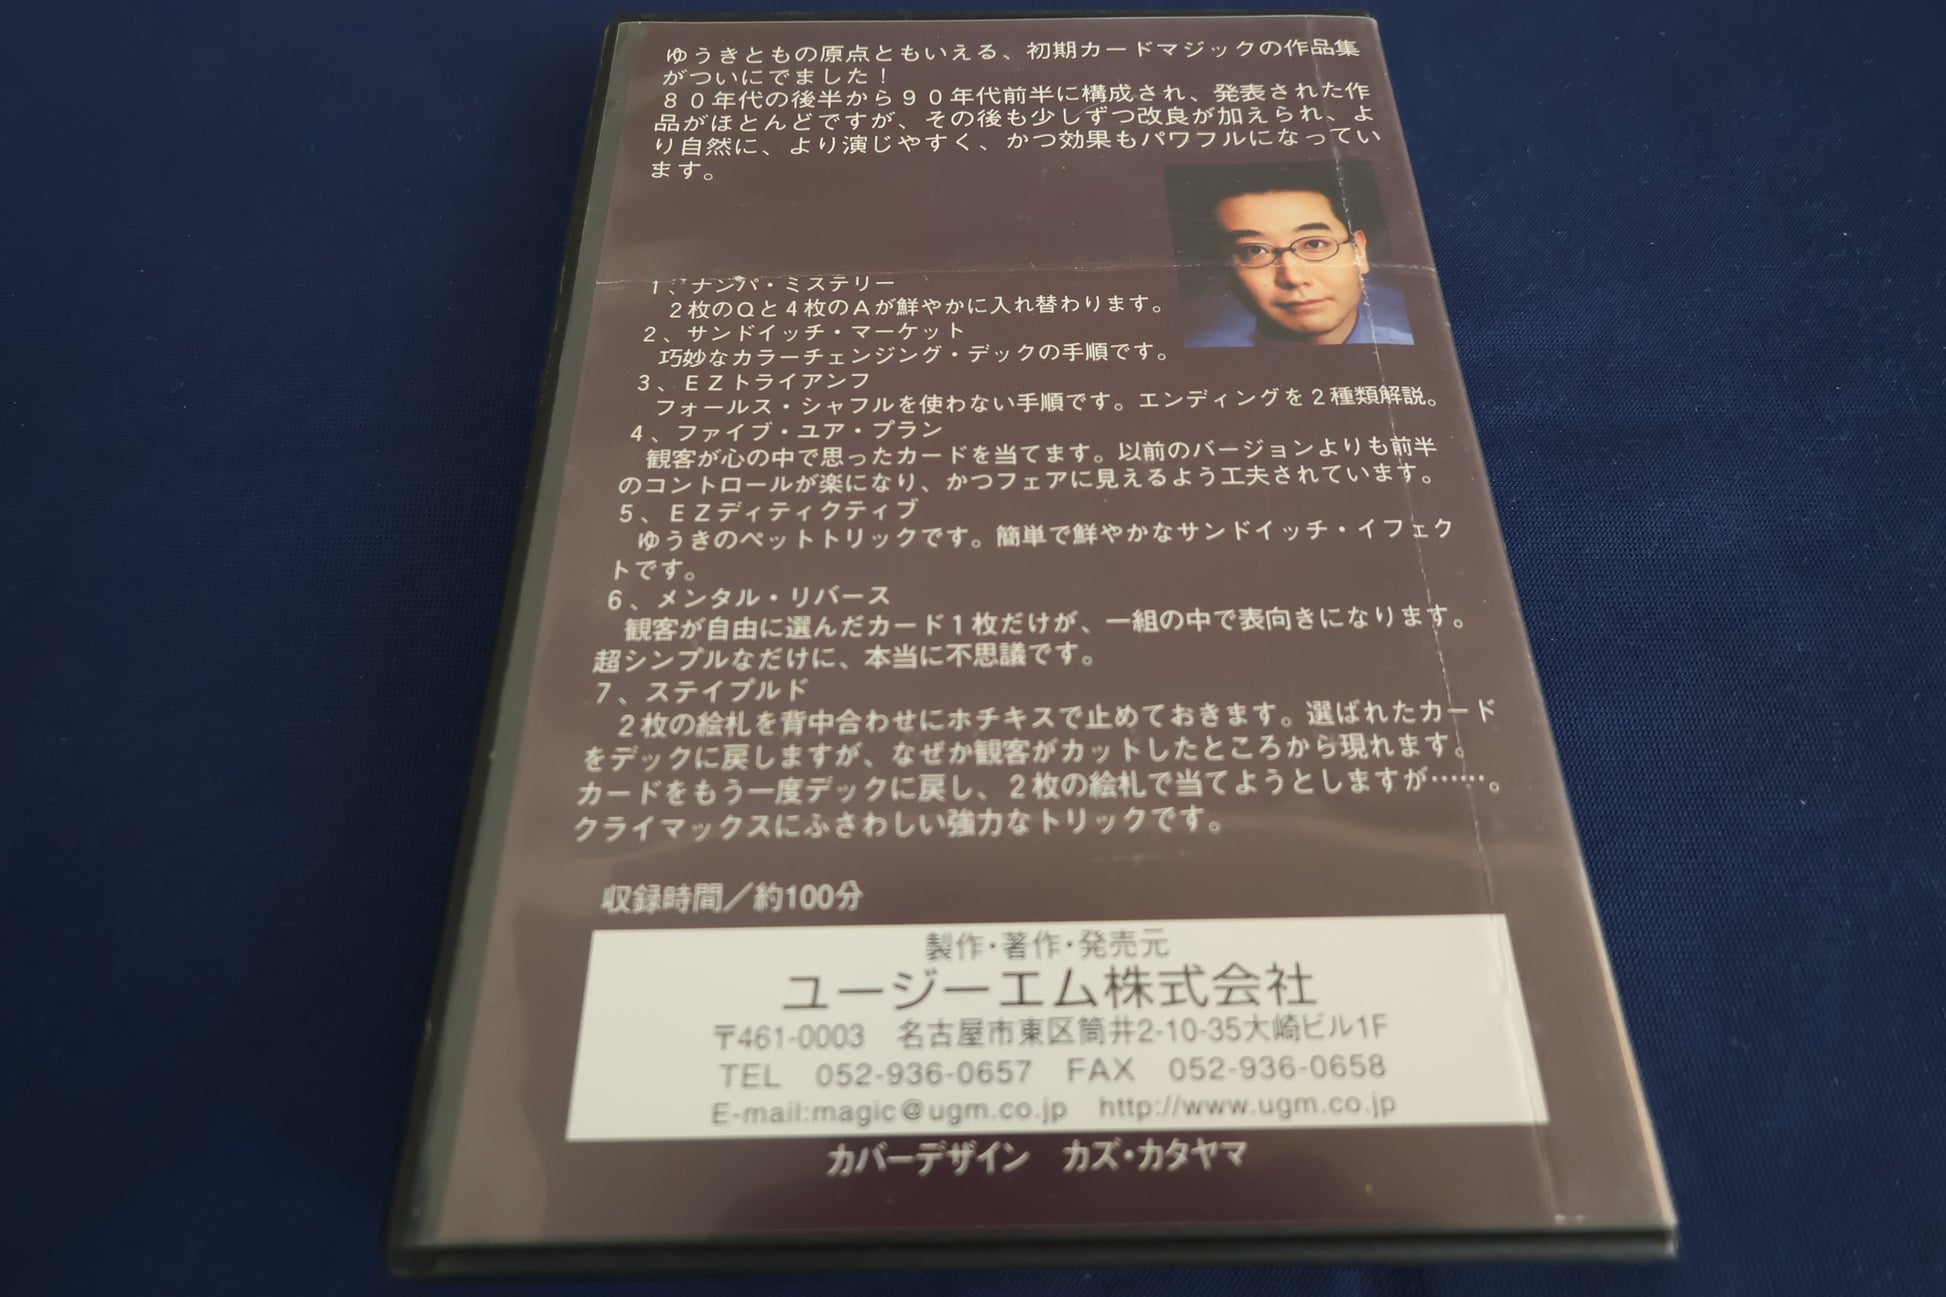 ゆうきともの原点ともいえる、初期カードマジックの作品集
がついにでました！
８０年代の後半から９０年代前半に構成され、発表された作
品がほとんどですが、その後も少しずつ改良が加えられ、よ
り自然に、より演じやすく、かつ効果もパワフルになってい
ます。
１、ナンパ・ミステリー
２枚のＱと４枚のＡが鮮やかに入れ替わります。
２、サンドイッチ・マーケット
巧妙なカラーチェンジング・デックの手順です。
３、ＥＺトライアンフ
フォールス・シャフルを使わない手順です。エンディングを２種類解説。
４、ファイブ・ユア・プラン
観客が心の中で思ったカードを当てます。以前のバージョンよりも前半
のコントロールが楽になり、かつフェアに見えるよう工夫されています。
５、ＥＺディティクティブ
ゆうきのペットトリックです。簡単で鮮やかなサンドイッチ・イフェク
トです。
６、メンタル・リバース
観客が自由に選んだカード１枚だけが、一組の中で表向きになります。
超シンプルなだけに、本当に不思議です。
７、ステイプルド
２枚の絵札を背中合わせにホチキスで止めておきます。選ばれたカード
をデックに戻しますが、なぜか観客がカットしたところから現れます。
カードをもう一度デックに戻し、２枚の絵札で当てようとしますが……。
クライマックスにふさわしい強力なトリックです。
収録時間／約100分
製作・著作・発売元
ユージーエム株式会社
〒461-0003　名古屋市東区筒井2-10-35大崎ビル1F
TEL　052-936-0657　FAX　052-936-0658
E-mail:magic@ugm.co.jp　http://www.ugm.co.jp
カバーデザイン　カズ・カタヤマ